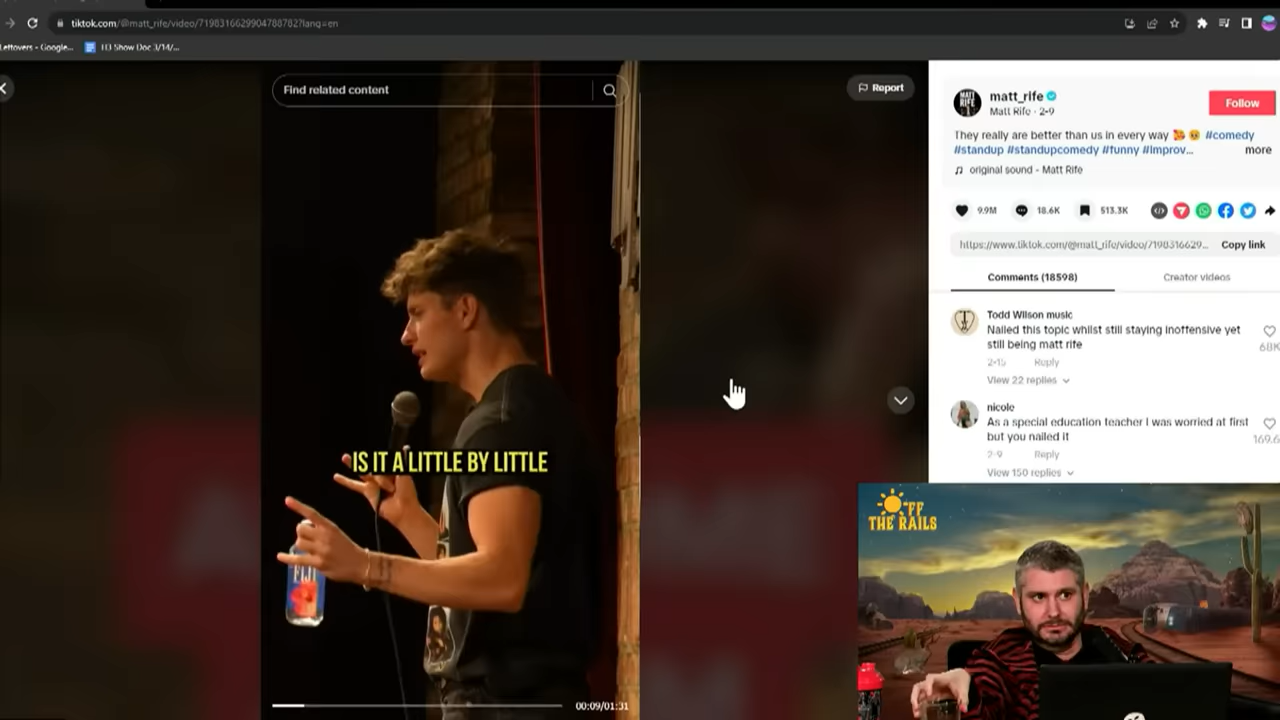 tiktok.com/@matt_rife/video/7198316629904788782?lang=en
Leftovers - Google...
H3 Show Doc 3/14/...
Find related content
Report
matt_rife
Matt Rife · 2-9
Follow
They really are better than us in every way 🥰 🥺 #comedy
#standup #standupcomedy #funny #improv...
more
original sound - Matt Rife
9.9M
18.6K
513.3K
https://www.tiktok.com/@matt_rife/video/7198316629...
Copy link
Comments (18598)
Creator videos
Todd Wilson music
Nailed this topic whilst still staying inoffensive yet
still being matt rife
68K
2-15
Reply
View 22 replies
nicole
As a special education teacher I was worried at first
but you nailed it
169.6
2-9
Reply
View 150 replies
IS IT A LITTLE BY LITTLE
FIJI
00:09/01:31
OFF
THE RAILS